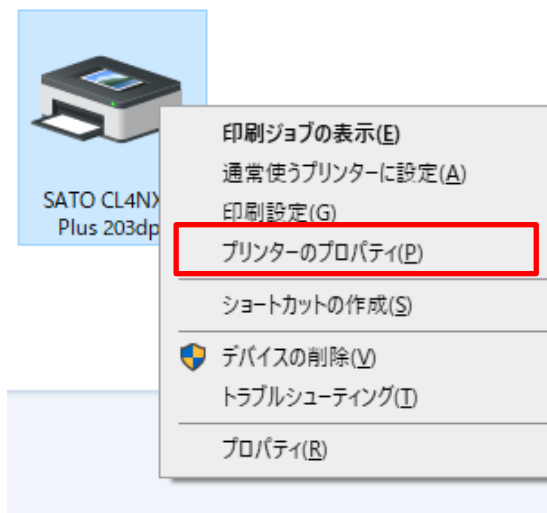 SATO CL4NX
Plus 203dp
印刷ジョブの表示(E)
通常使うプリンターに設定(A)
印刷設定(G)
プリンターのプロパティ(P)
ショートカットの作成(S)
デバイスの削除(V)
トラブルシューティング(T)
プロパティ(R)